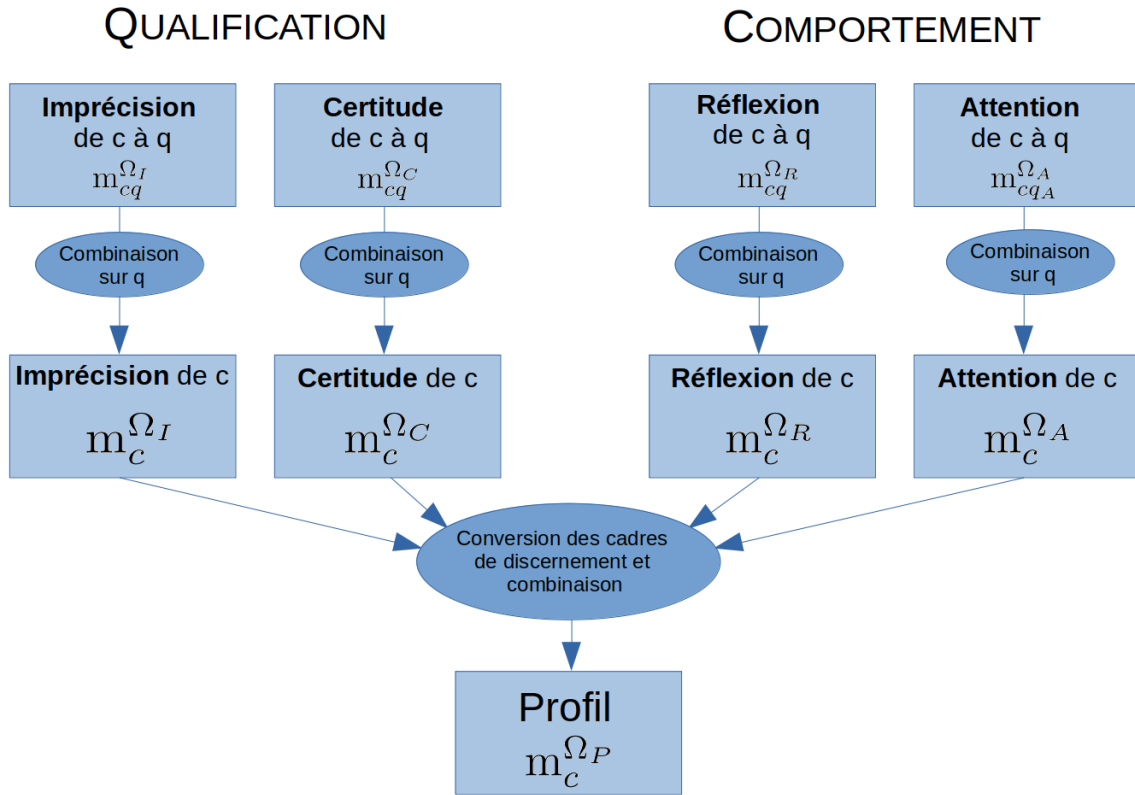 QUALIFICATION
COMPORTEMENT
Imprécision
de c à q
m_{cq}^{Ω_I}
Certitude
de c à q
m_{cq}^{Ω_C}
Réflexion
de c à q
m_{cq}^{Ω_R}
Attention
de c à q
m_{cq_A}^{Ω_A}
Combinaison
sur q
Combinaison
sur q
Combinaison
sur q
Combinaison
sur q
Imprécision de c
m_c^{Ω_I}
Certitude de c
m_c^{Ω_C}
Réflexion de c
m_c^{Ω_R}
Attention de c
m_c^{Ω_A}
Conversion des cadres
de discernement et
combinaison
Profil
m_c^{Ω_P}